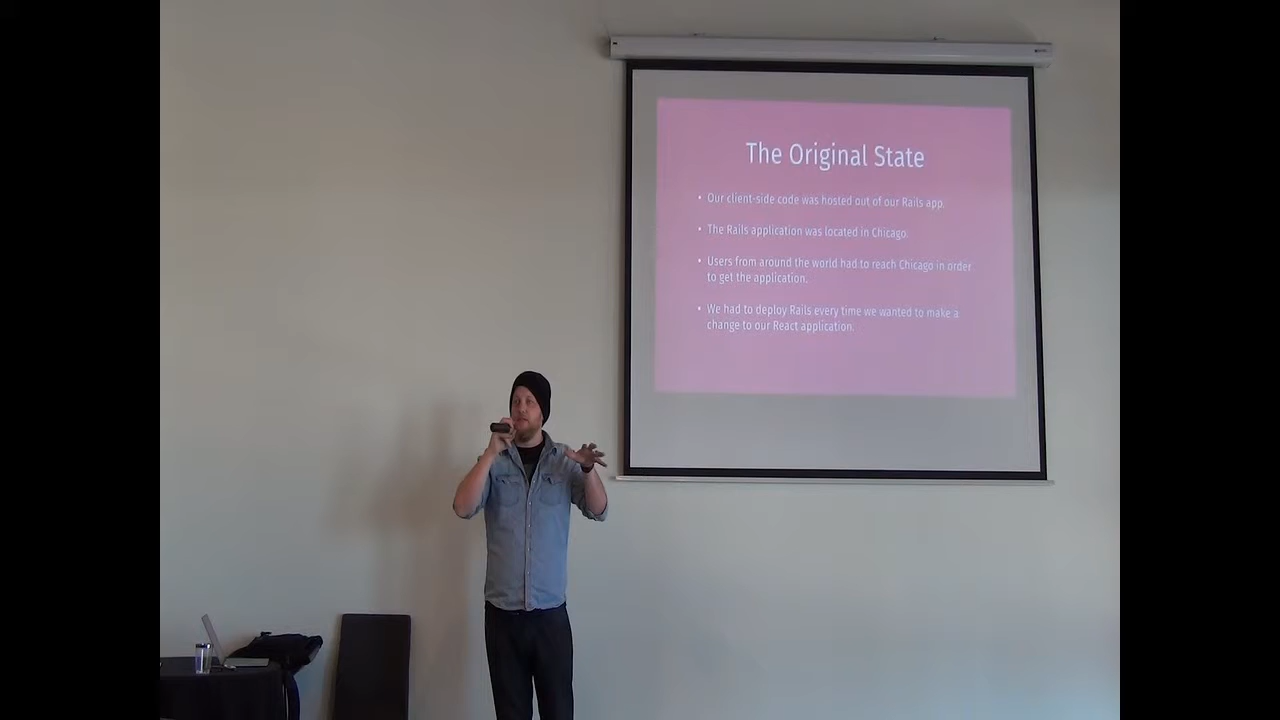 The Original State
• Our client-side code was hosted out of our Rails app.
• The Rails application was located in Chicago.
• Users from around the world had to reach Chicago in order
to get the application.
• We had to deploy Rails every time we wanted to make a
change to our React application.